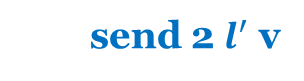 send 2 l′ v